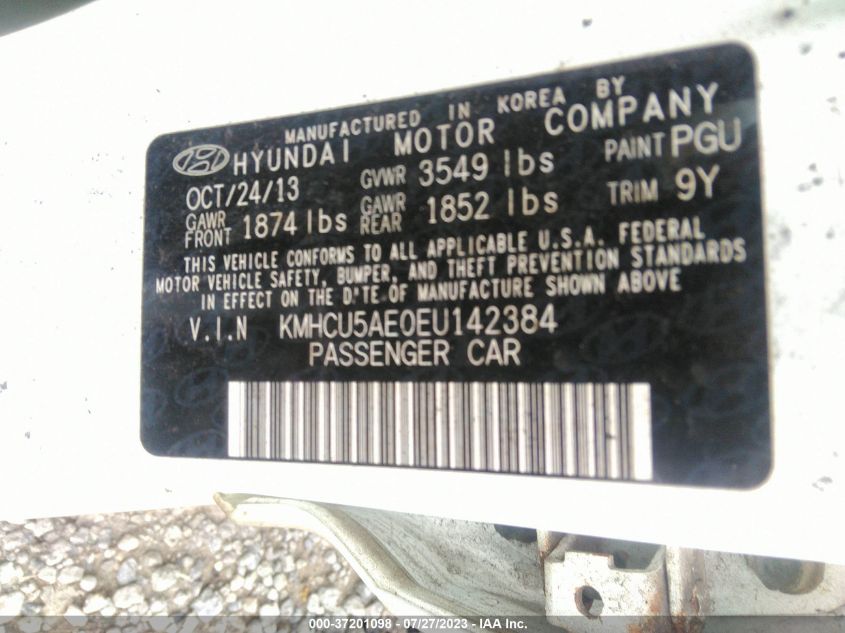 MANUFACTURED IN KOREA BY
HYUNDAI MOTOR COMPANY
OCT/24/13 GVWR 3549 lbs PAINT PGU
GAWR FRONT 1874 lbs GAWR REAR 1852 lbs TRIM 9Y
THIS VEHICLE CONFORMS TO ALL APPLICABLE U.S.A. FEDERAL
MOTOR VEHICLE SAFETY, BUMPER, AND THEFT PREVENTION STANDARDS
IN EFFECT ON THE D.TE OF MANUFACTURE SHOWN ABOVE
V.I.N KMHCU5AE0EU142384
PASSENGER CAR
000-37201098 - 07/27/2023 - IAA Inc.